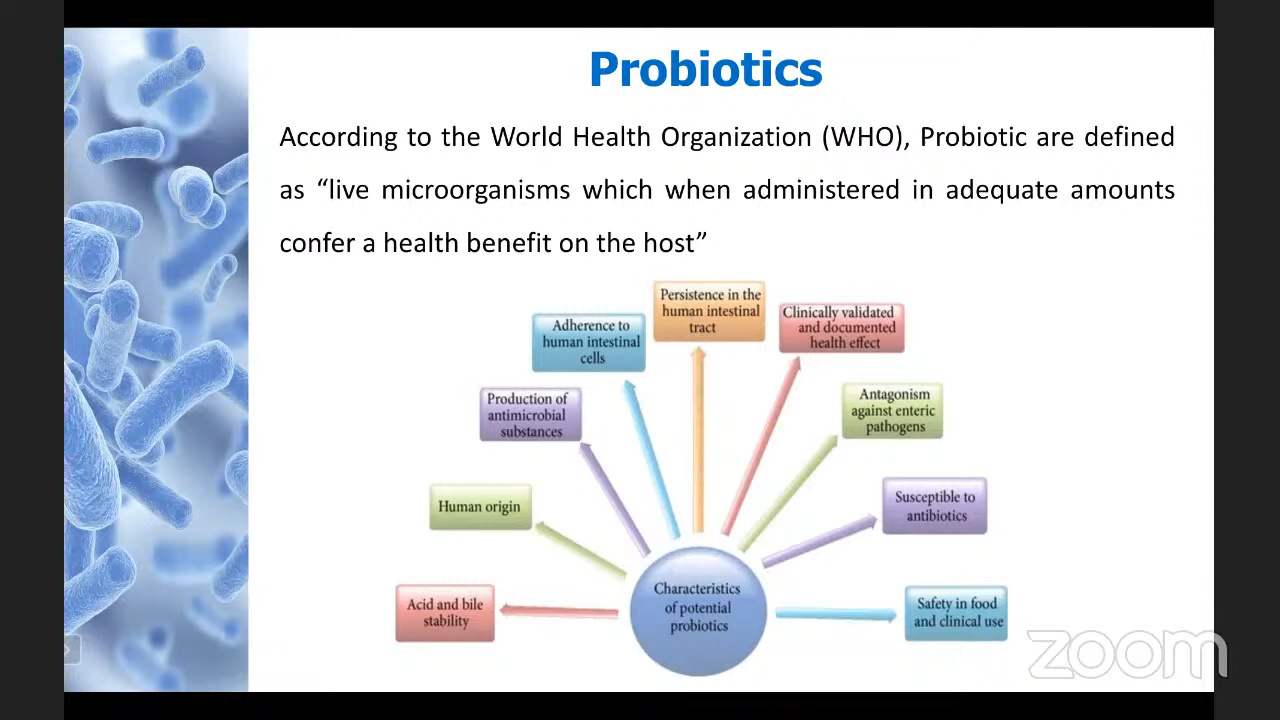 Probiotics
According to the World Health Organization (WHO), Probiotic are defined
as “live microorganisms which when administered in adequate amounts
confer a health benefit on the host”
Persistence in the
human intestinal
tract
Clinically validated
and documented
health effect
Adherence to
human intestinal
cells
Production of
antimicrobial
substances
Antagonism
against enteric
pathogens
Human origin
Susceptible to
antibiotics
Acid and bile
stability
Characteristics
of potential
probiotics
Safety in food
and clinical use
zoom